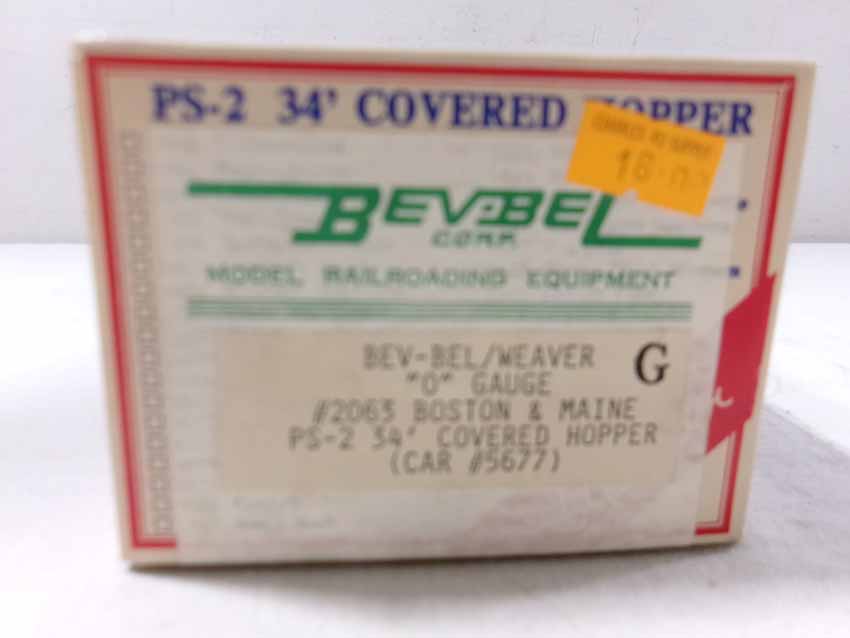 PS-2 34' COVERED HOPPER
BEV-BEL
CORP.
MODEL RAILROADING EQUIPMENT
BEV-BEL/WEAVER G
"O" GAUGE
#2063 BOSTON & MAINE
PS-2 34' COVERED HOPPER
(CAR #5677)